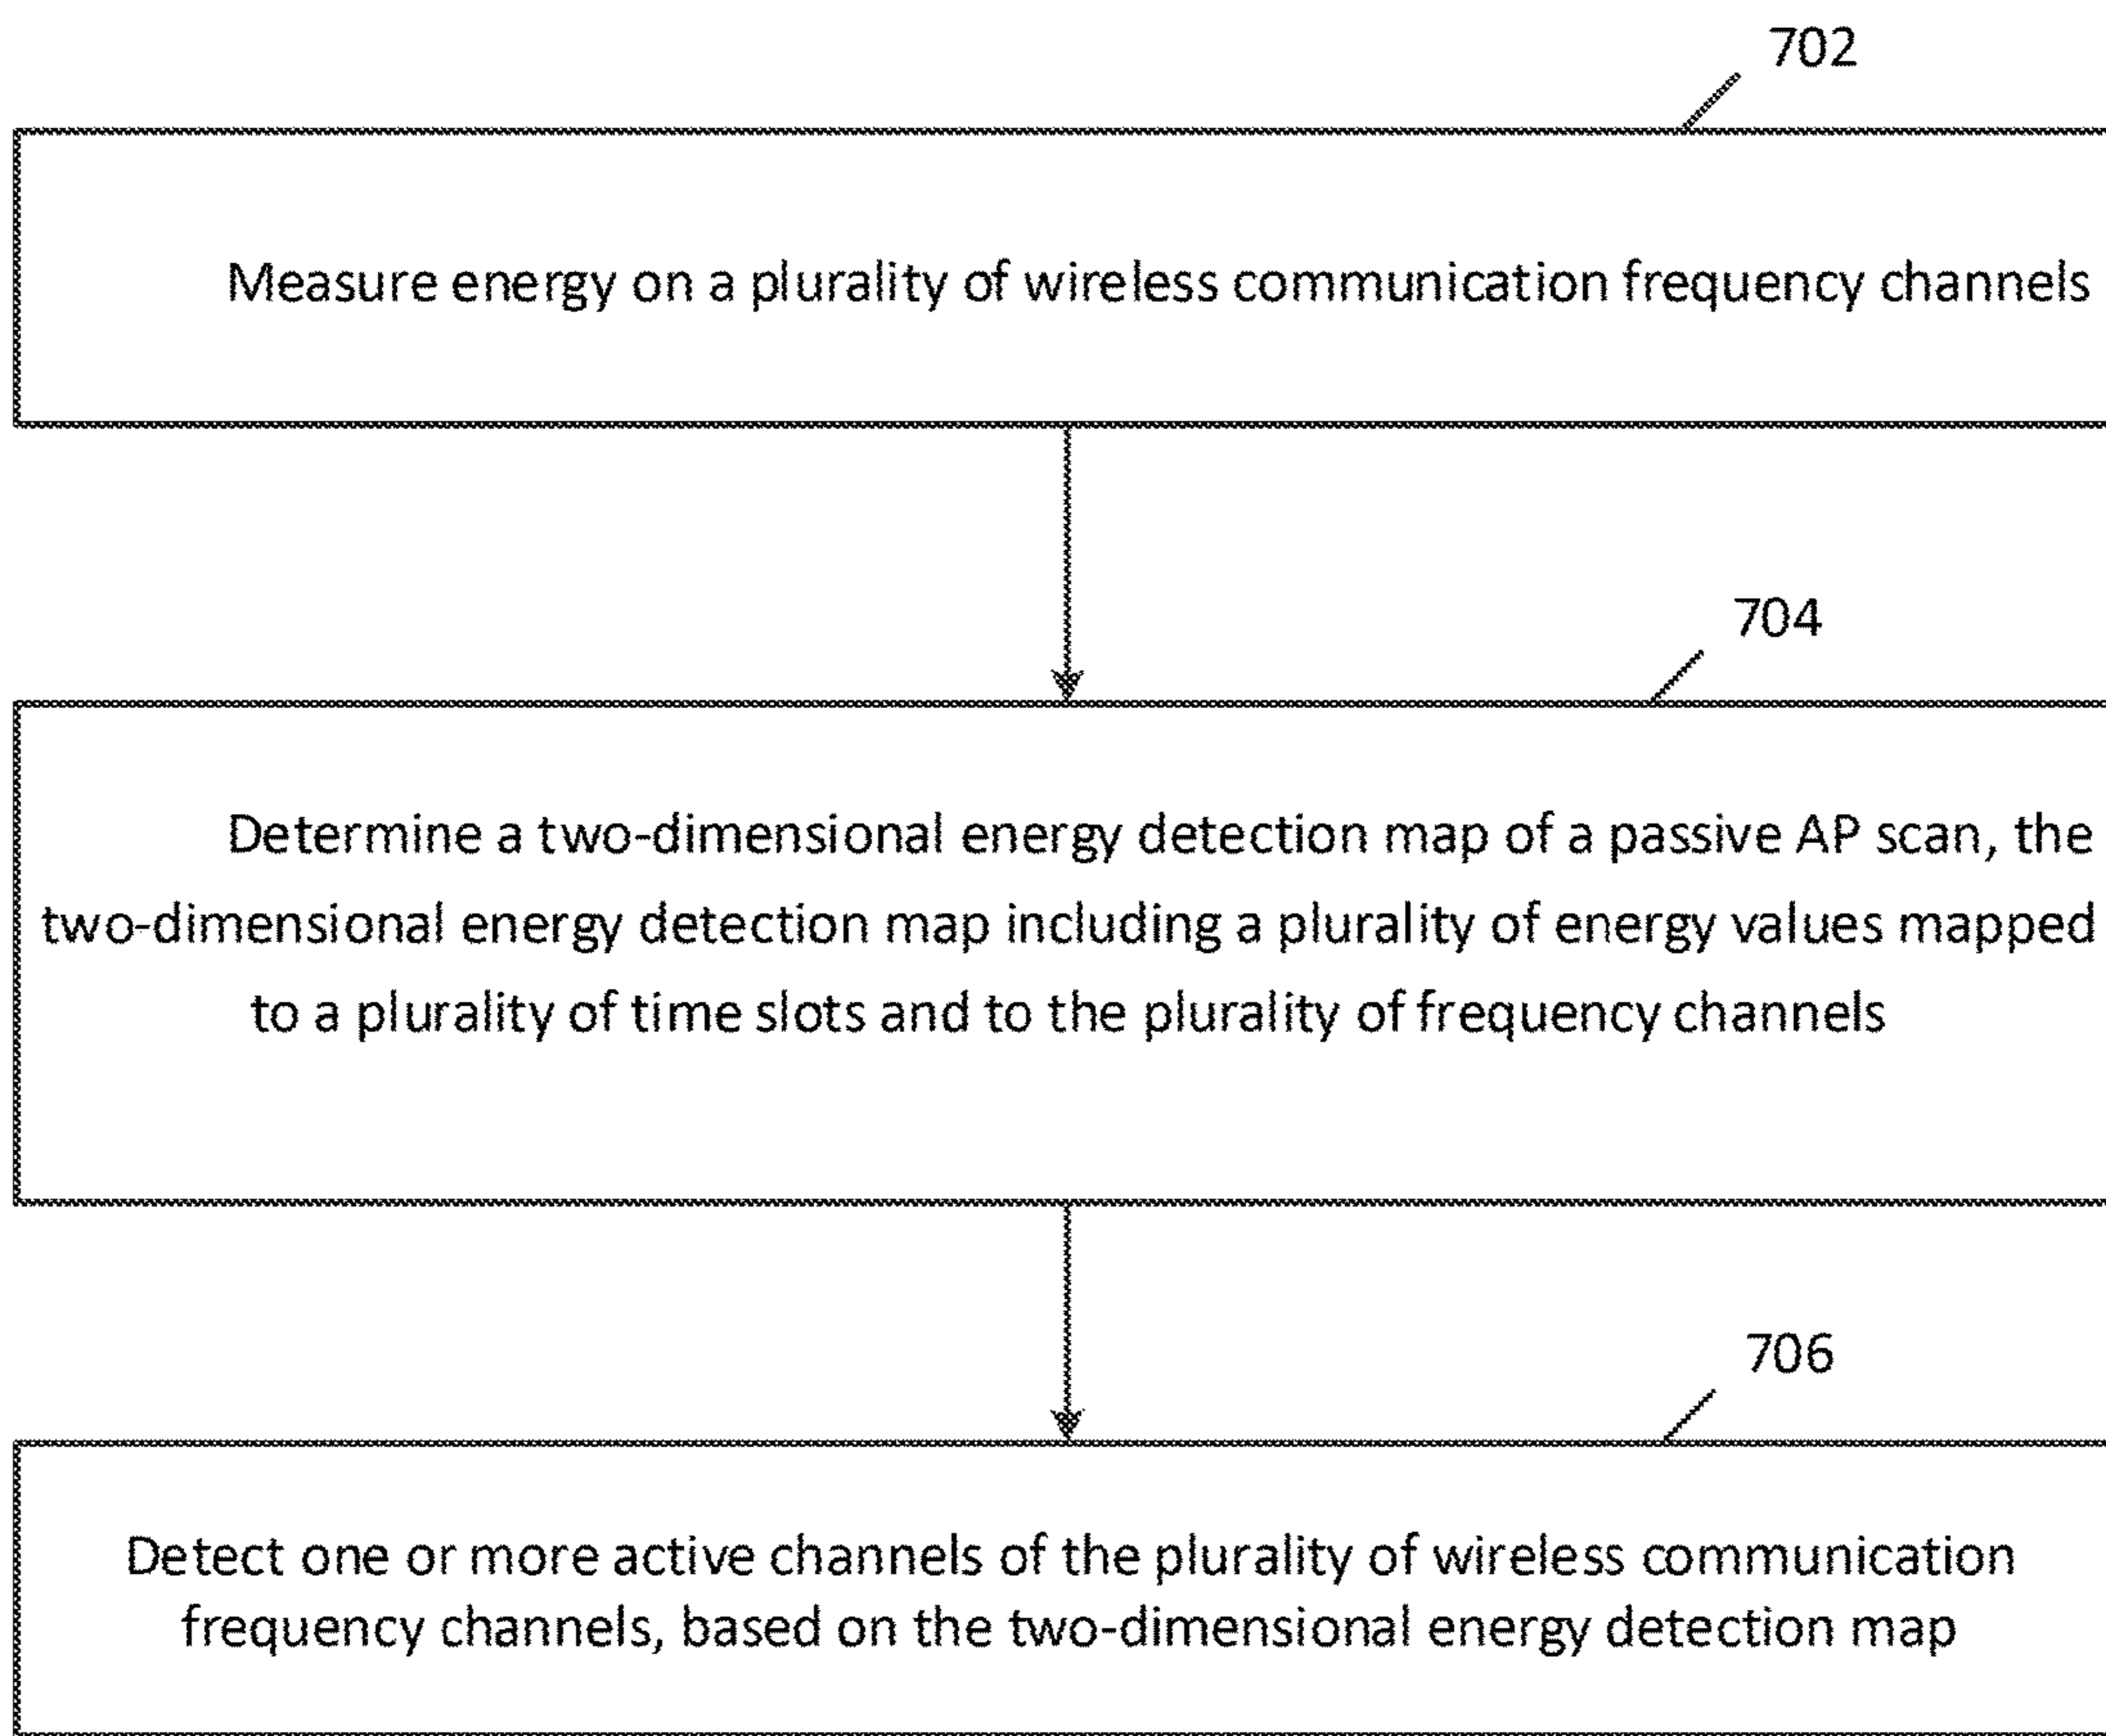 702
Measure energy on a plurality of wireless communication frequency channels
704
Determine a two-dimensional energy detection map of a passive AP scan, the
two-dimensional energy detection map including a plurality of energy values mapped
to a plurality of time slots and to the plurality of frequency channels
706
Detect one or more active channels of the plurality of wireless communication
frequency channels, based on the two-dimensional energy detection map